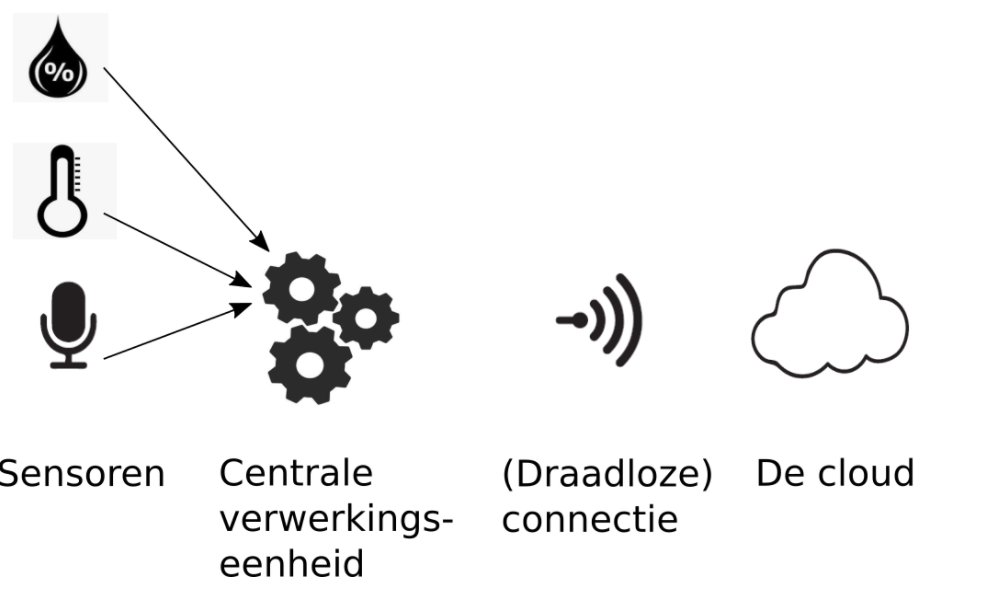 %
Sensoren
Centrale
verwerkings-
eenheid
(Draadloze)
connectie
De cloud